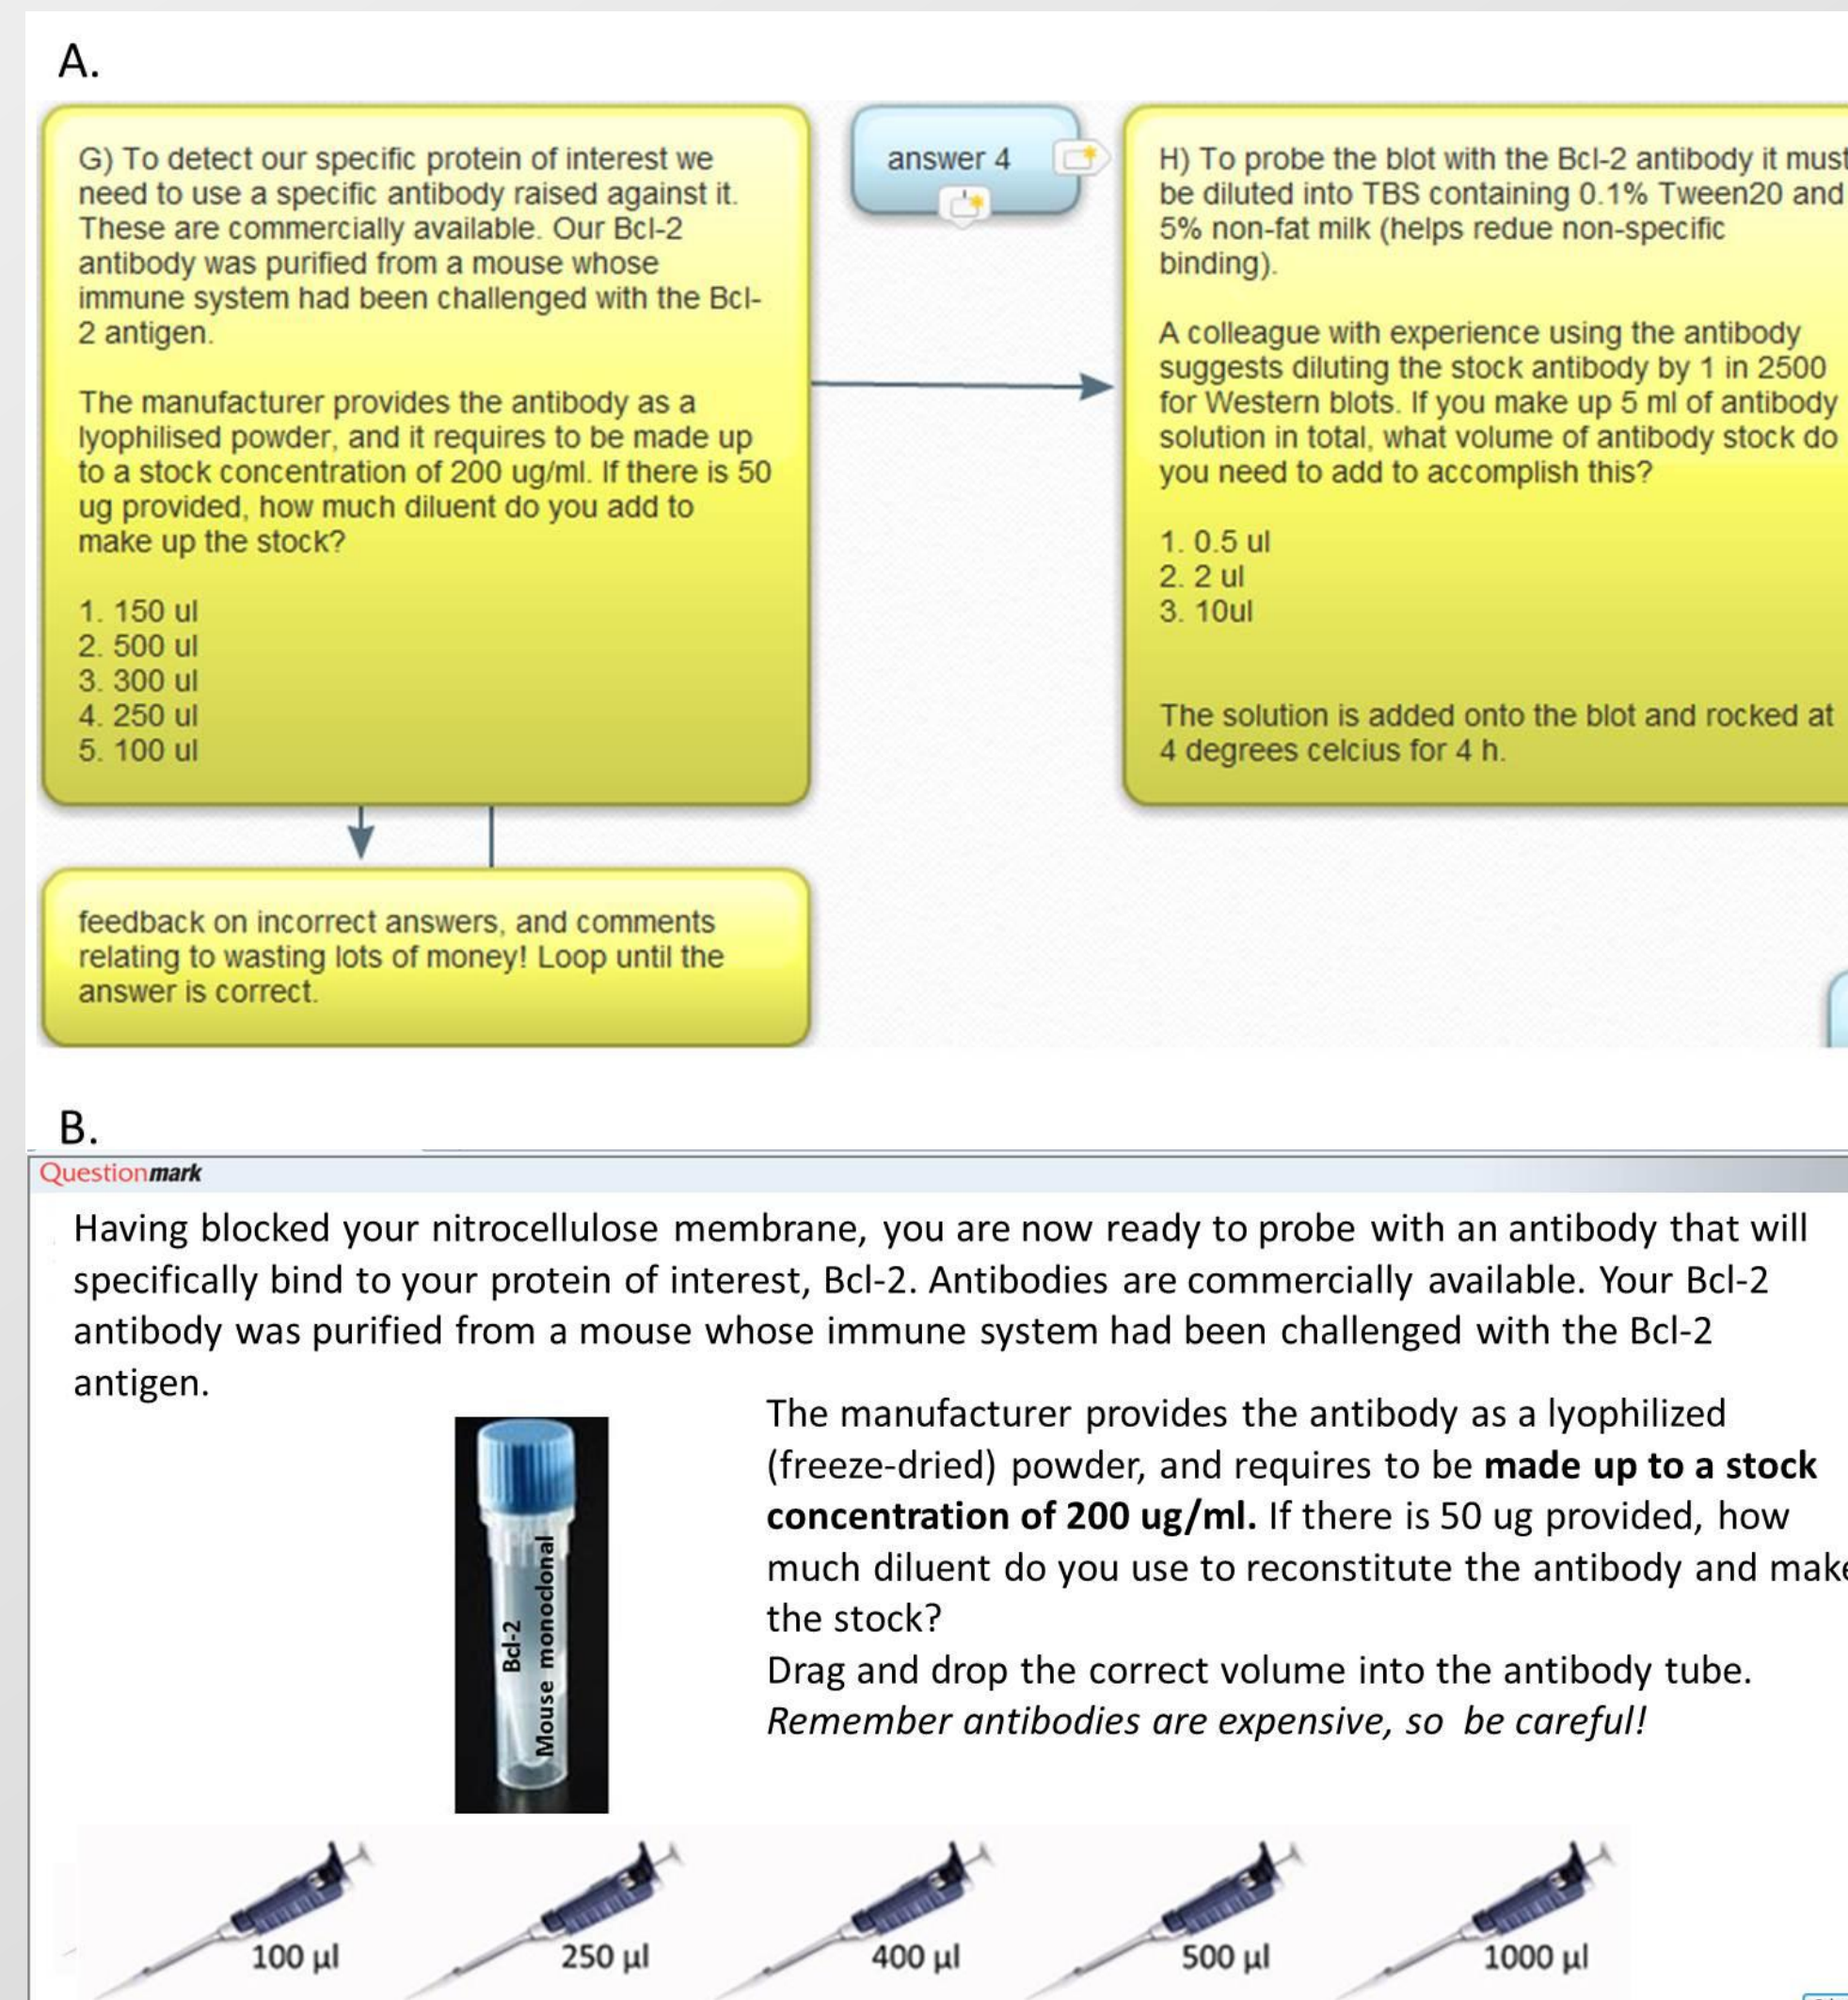 A.
G) To detect our specific protein of interest we
need to use a specific antibody raised against it.
These are commercially available. Our Bcl-2
antibody was purified from a mouse whose
immune system had been challenged with the Bcl-
2 antigen.
The manufacturer provides the antibody as a
lyophilised powder, and it requires to be made up
to a stock concentration of 200 ug/ml. If there is 50
ug provided, how much diluent do you add to
make up the stock?
1. 150 ul
2. 500 ul
3. 300 ul
4. 250 ul
5. 100 ul
answer 4
H) To probe the blot with the Bcl-2 antibody it must
be diluted into TBS containing 0.1% Tween20 and
5% non-fat milk (helps redue non-specific
binding).
A colleague with experience using the antibody
suggests diluting the stock antibody by 1 in 2500
for Western blots. If you make up 5 ml of antibody
solution in total, what volume of antibody stock do
you need to add to accomplish this?
1. 0.5 ul
2. 2 ul
3. 10ul
The solution is added onto the blot and rocked at
4 degrees celcius for 4 h.
feedback on incorrect answers, and comments
relating to wasting lots of money! Loop until the
answer is correct.
B.
Questionmark
Having blocked your nitrocellulose membrane, you are now ready to probe with an antibody that will
specifically bind to your protein of interest, Bcl-2. Antibodies are commercially available. Your Bcl-2
antibody was purified from a mouse whose immune system had been challenged with the Bcl-2
antigen.
The manufacturer provides the antibody as a lyophilized
(freeze-dried) powder, and requires to be made up to a stock
concentration of 200 ug/ml. If there is 50 ug provided, how
much diluent do you use to reconstitute the antibody and make
the stock?
Drag and drop the correct volume into the antibody tube.
Remember antibodies are expensive, so be careful!
Bcl-2
Mouse monoclonal
100 µl
250 µl
400 µl
500 µl
1000 µl